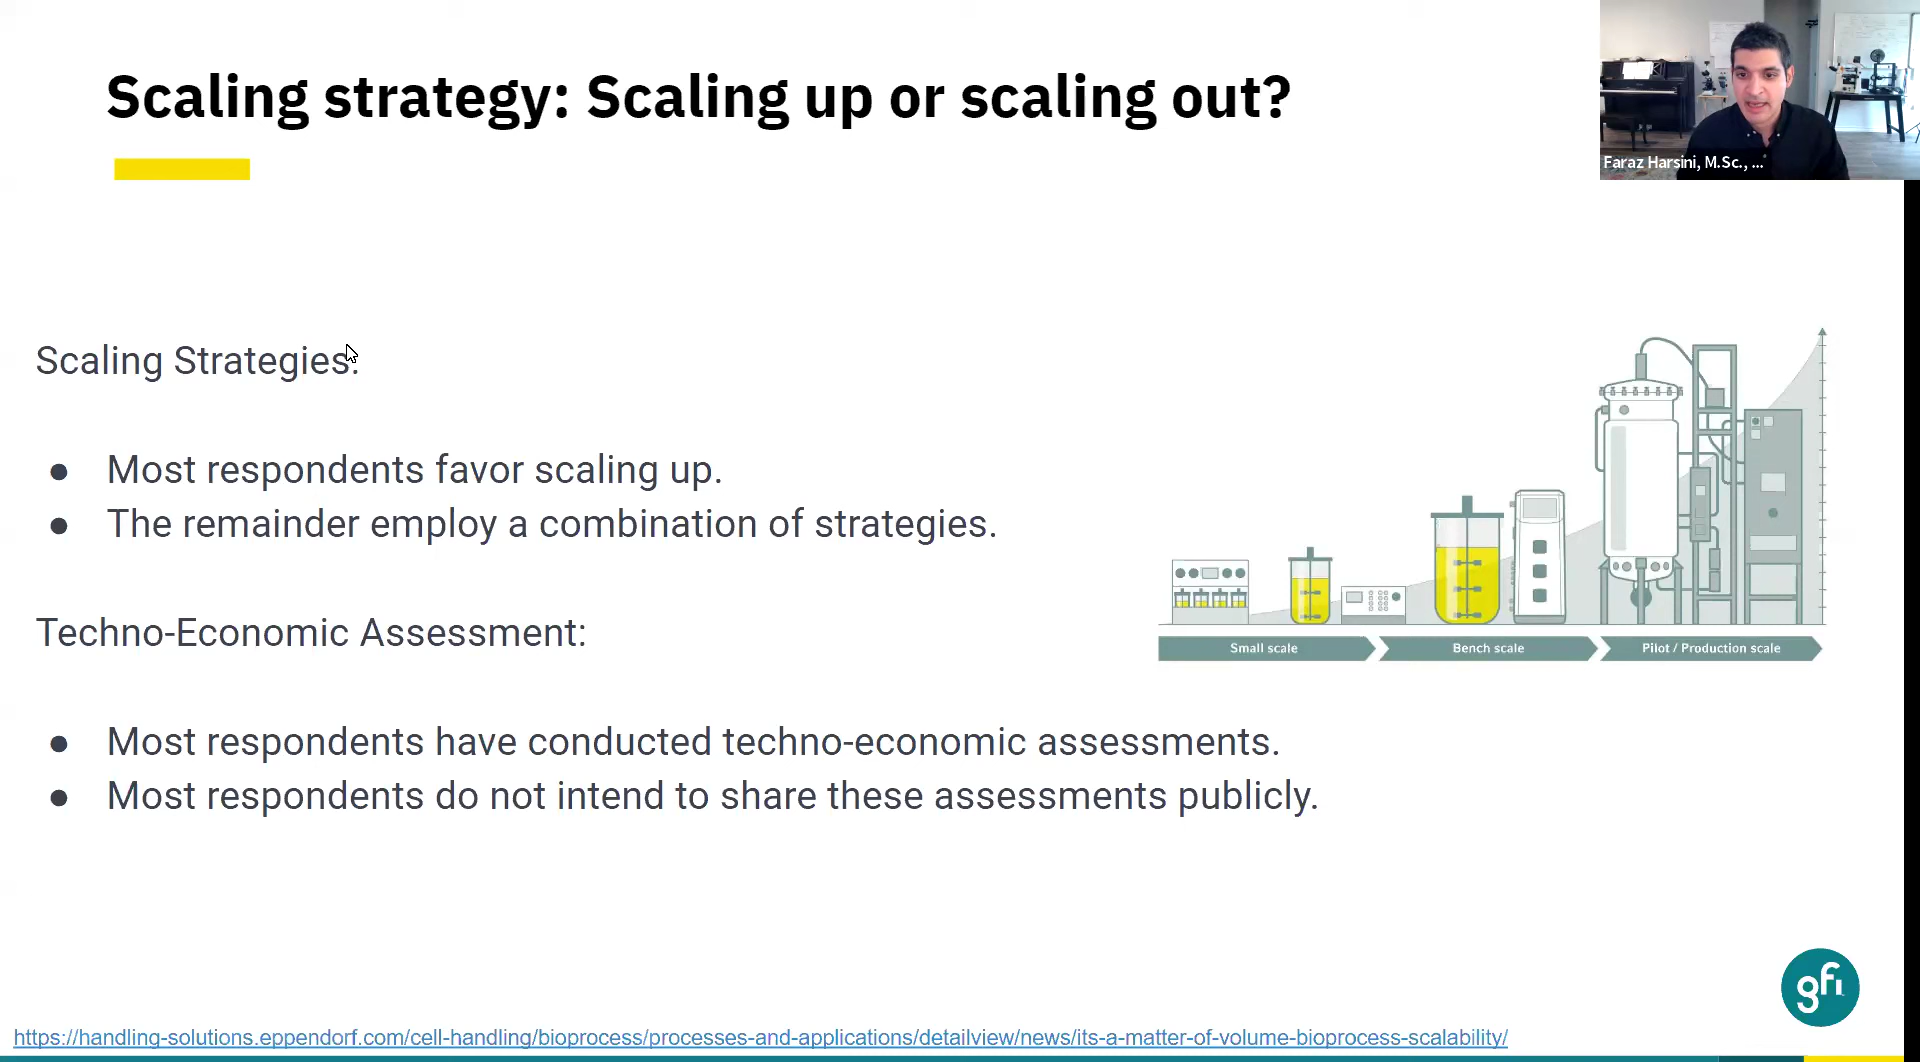 Scaling strategy: Scaling up or scaling out?
Faraz Harsini, M.Sc., ...
Scaling Strategies:
● Most respondents favor scaling up.
● The remainder employ a combination of strategies.
Techno-Economic Assessment:
● Most respondents have conducted techno-economic assessments.
● Most respondents do not intend to share these assessments publicly.
Small scale
Bench scale
Pilot / Production scale
gfi
https://handling-solutions.eppendorf.com/cell-handling/bioprocess/processes-and-applications/detailview/news/its-a-matter-of-volume-bioprocess-scalability/